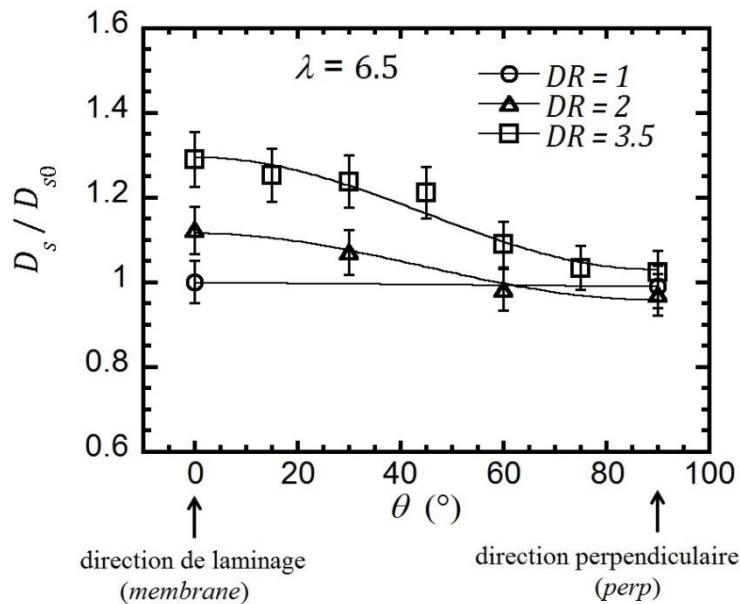 1.6
λ = 6.5
DR = 1
DR = 2
DR = 3.5
1.4
1.2
1
0.8
0.6
D_s / D_s0
0 20 40 60 80 100
θ (°)
direction de laminage
(membrane)
direction perpendiculaire
(perp)